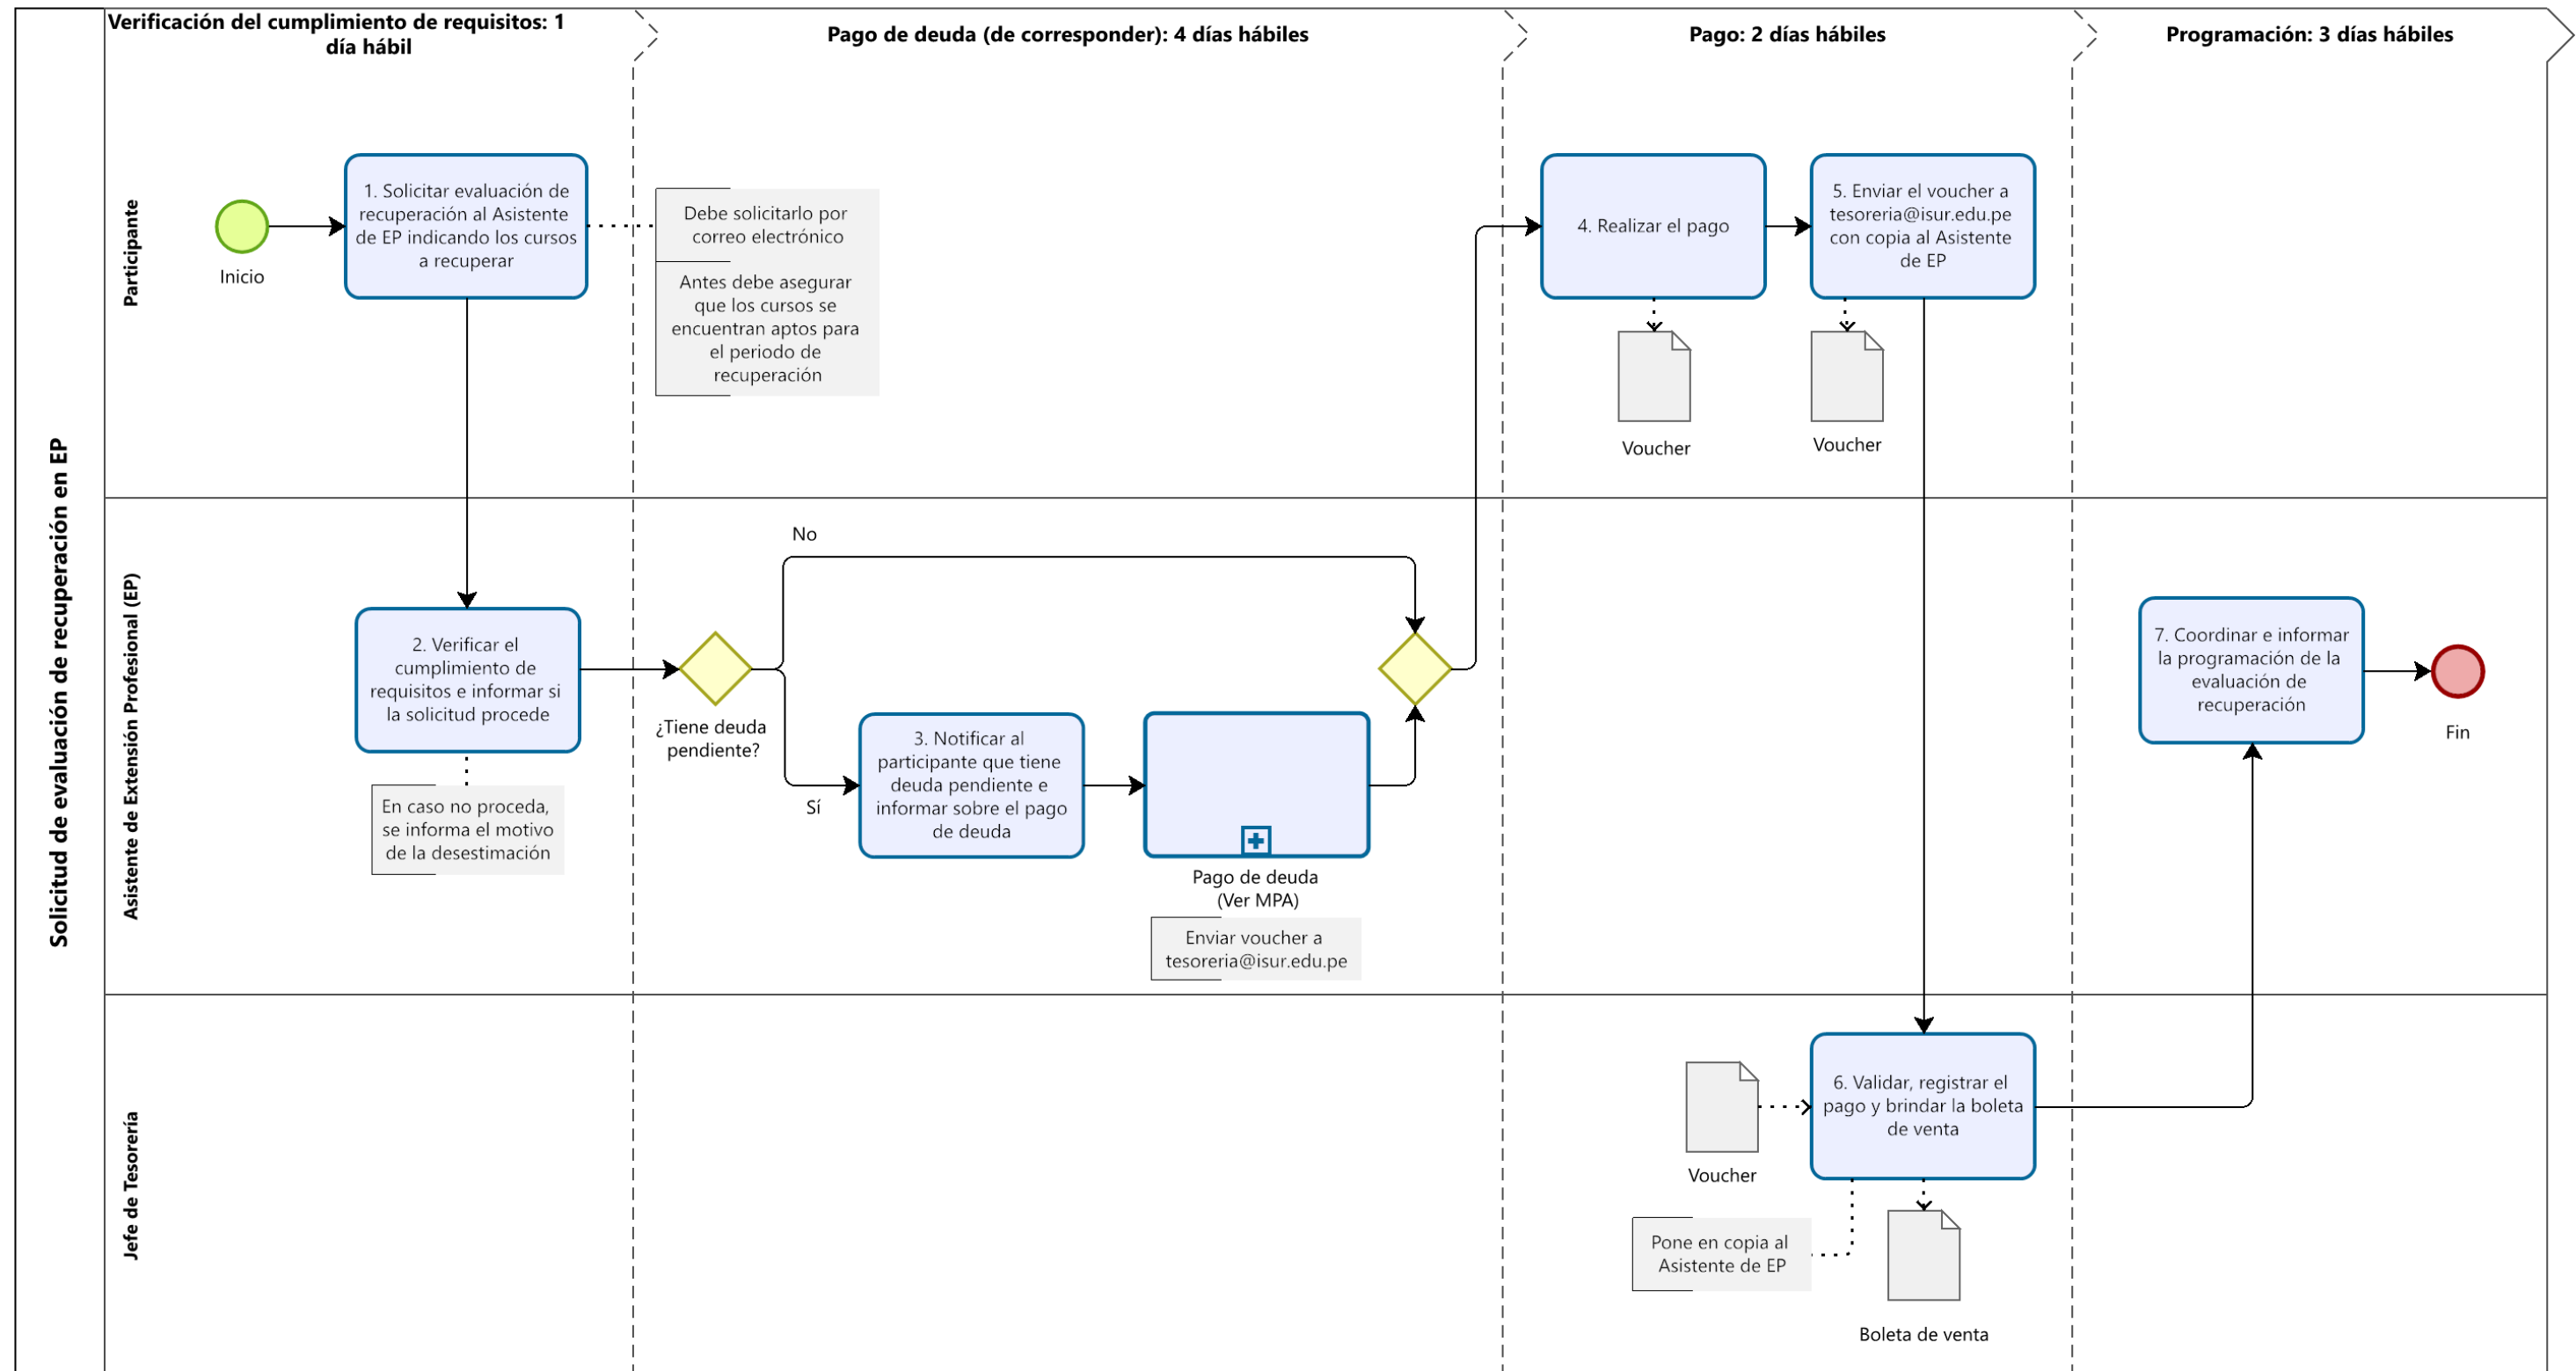 Solicitud de evaluación de recuperación en EP
Verificación del cumplimiento de requisitos: 1
día hábil
Pago de deuda (de corresponder): 4 días hábiles
Pago: 2 días hábiles
Programación: 3 días hábiles
Participante
Inicio
1. Solicitar evaluación de
recuperación al Asistente
de EP indicando los cursos
a recuperar
Debe solicitarlo por
correo electrónico
Antes debe asegurar
que los cursos se
encuentran aptos para
el periodo de
recuperación
4. Realizar el pago
Voucher
5. Enviar el voucher a
tesoreria@isur.edu.pe
con copia al Asistente
de EP
Voucher
Asistente de Extensión Profesional (EP)
2. Verificar el
cumplimiento de
requisitos e informar si
la solicitud procede
En caso no proceda,
se informa el motivo
de la desestimación
¿Tiene deuda
pendiente?
No
Sí
3. Notificar al
participante que tiene
deuda pendiente e
informar sobre el pago
de deuda
Pago de deuda
(Ver MPA)
Enviar voucher a
tesoreria@isur.edu.pe
7. Coordinar e informar
la programación de la
evaluación de
recuperación
Fin
Jefe de Tesorería
Voucher
6. Validar, registrar el
pago y brindar la boleta
de venta
Pone en copia al
Asistente de EP
Boleta de venta